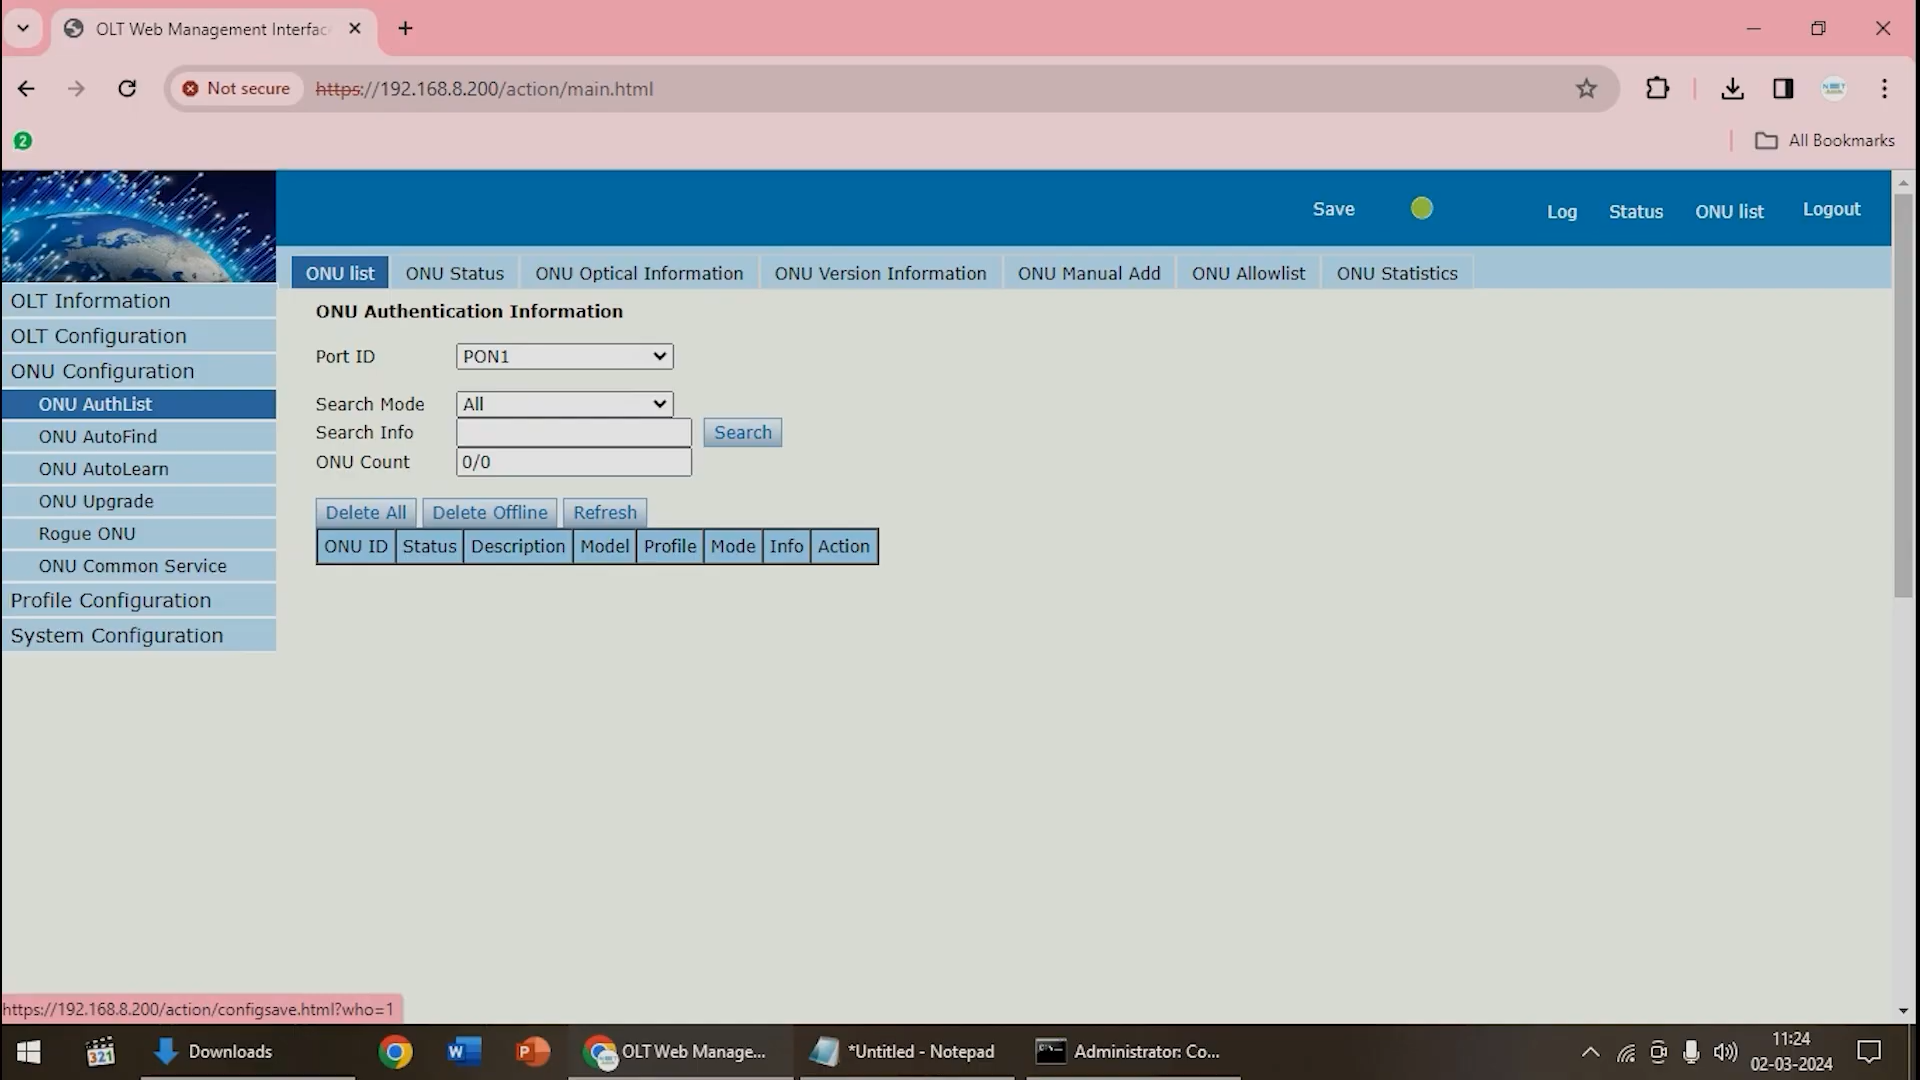 OLT Web Management Interfac
Not secure
https://192.168.8.200/action/main.html
2
All Bookmarks
Save
Log
Status
ONU list
Logout
ONU list
ONU Status
ONU Optical Information
ONU Version Information
ONU Manual Add
ONU Allowlist
ONU Statistics
OLT Information
OLT Configuration
ONU Configuration
ONU AuthList
ONU AutoFind
ONU AutoLearn
ONU Upgrade
Rogue ONU
ONU Common Service
Profile Configuration
System Configuration
ONU Authentication Information
Port ID PON1
Search Mode All
Search Info Search
ONU Count 0/0
Delete All Delete Offline Refresh
ONU ID Status Description Model Profile Mode Info Action
https://192.168.8.200/action/configsave.html?who=1
321
Downloads
W
P
OLT Web Manage...
*Untitled - Notepad
Administrator: Co...
11:24
02-03-2024